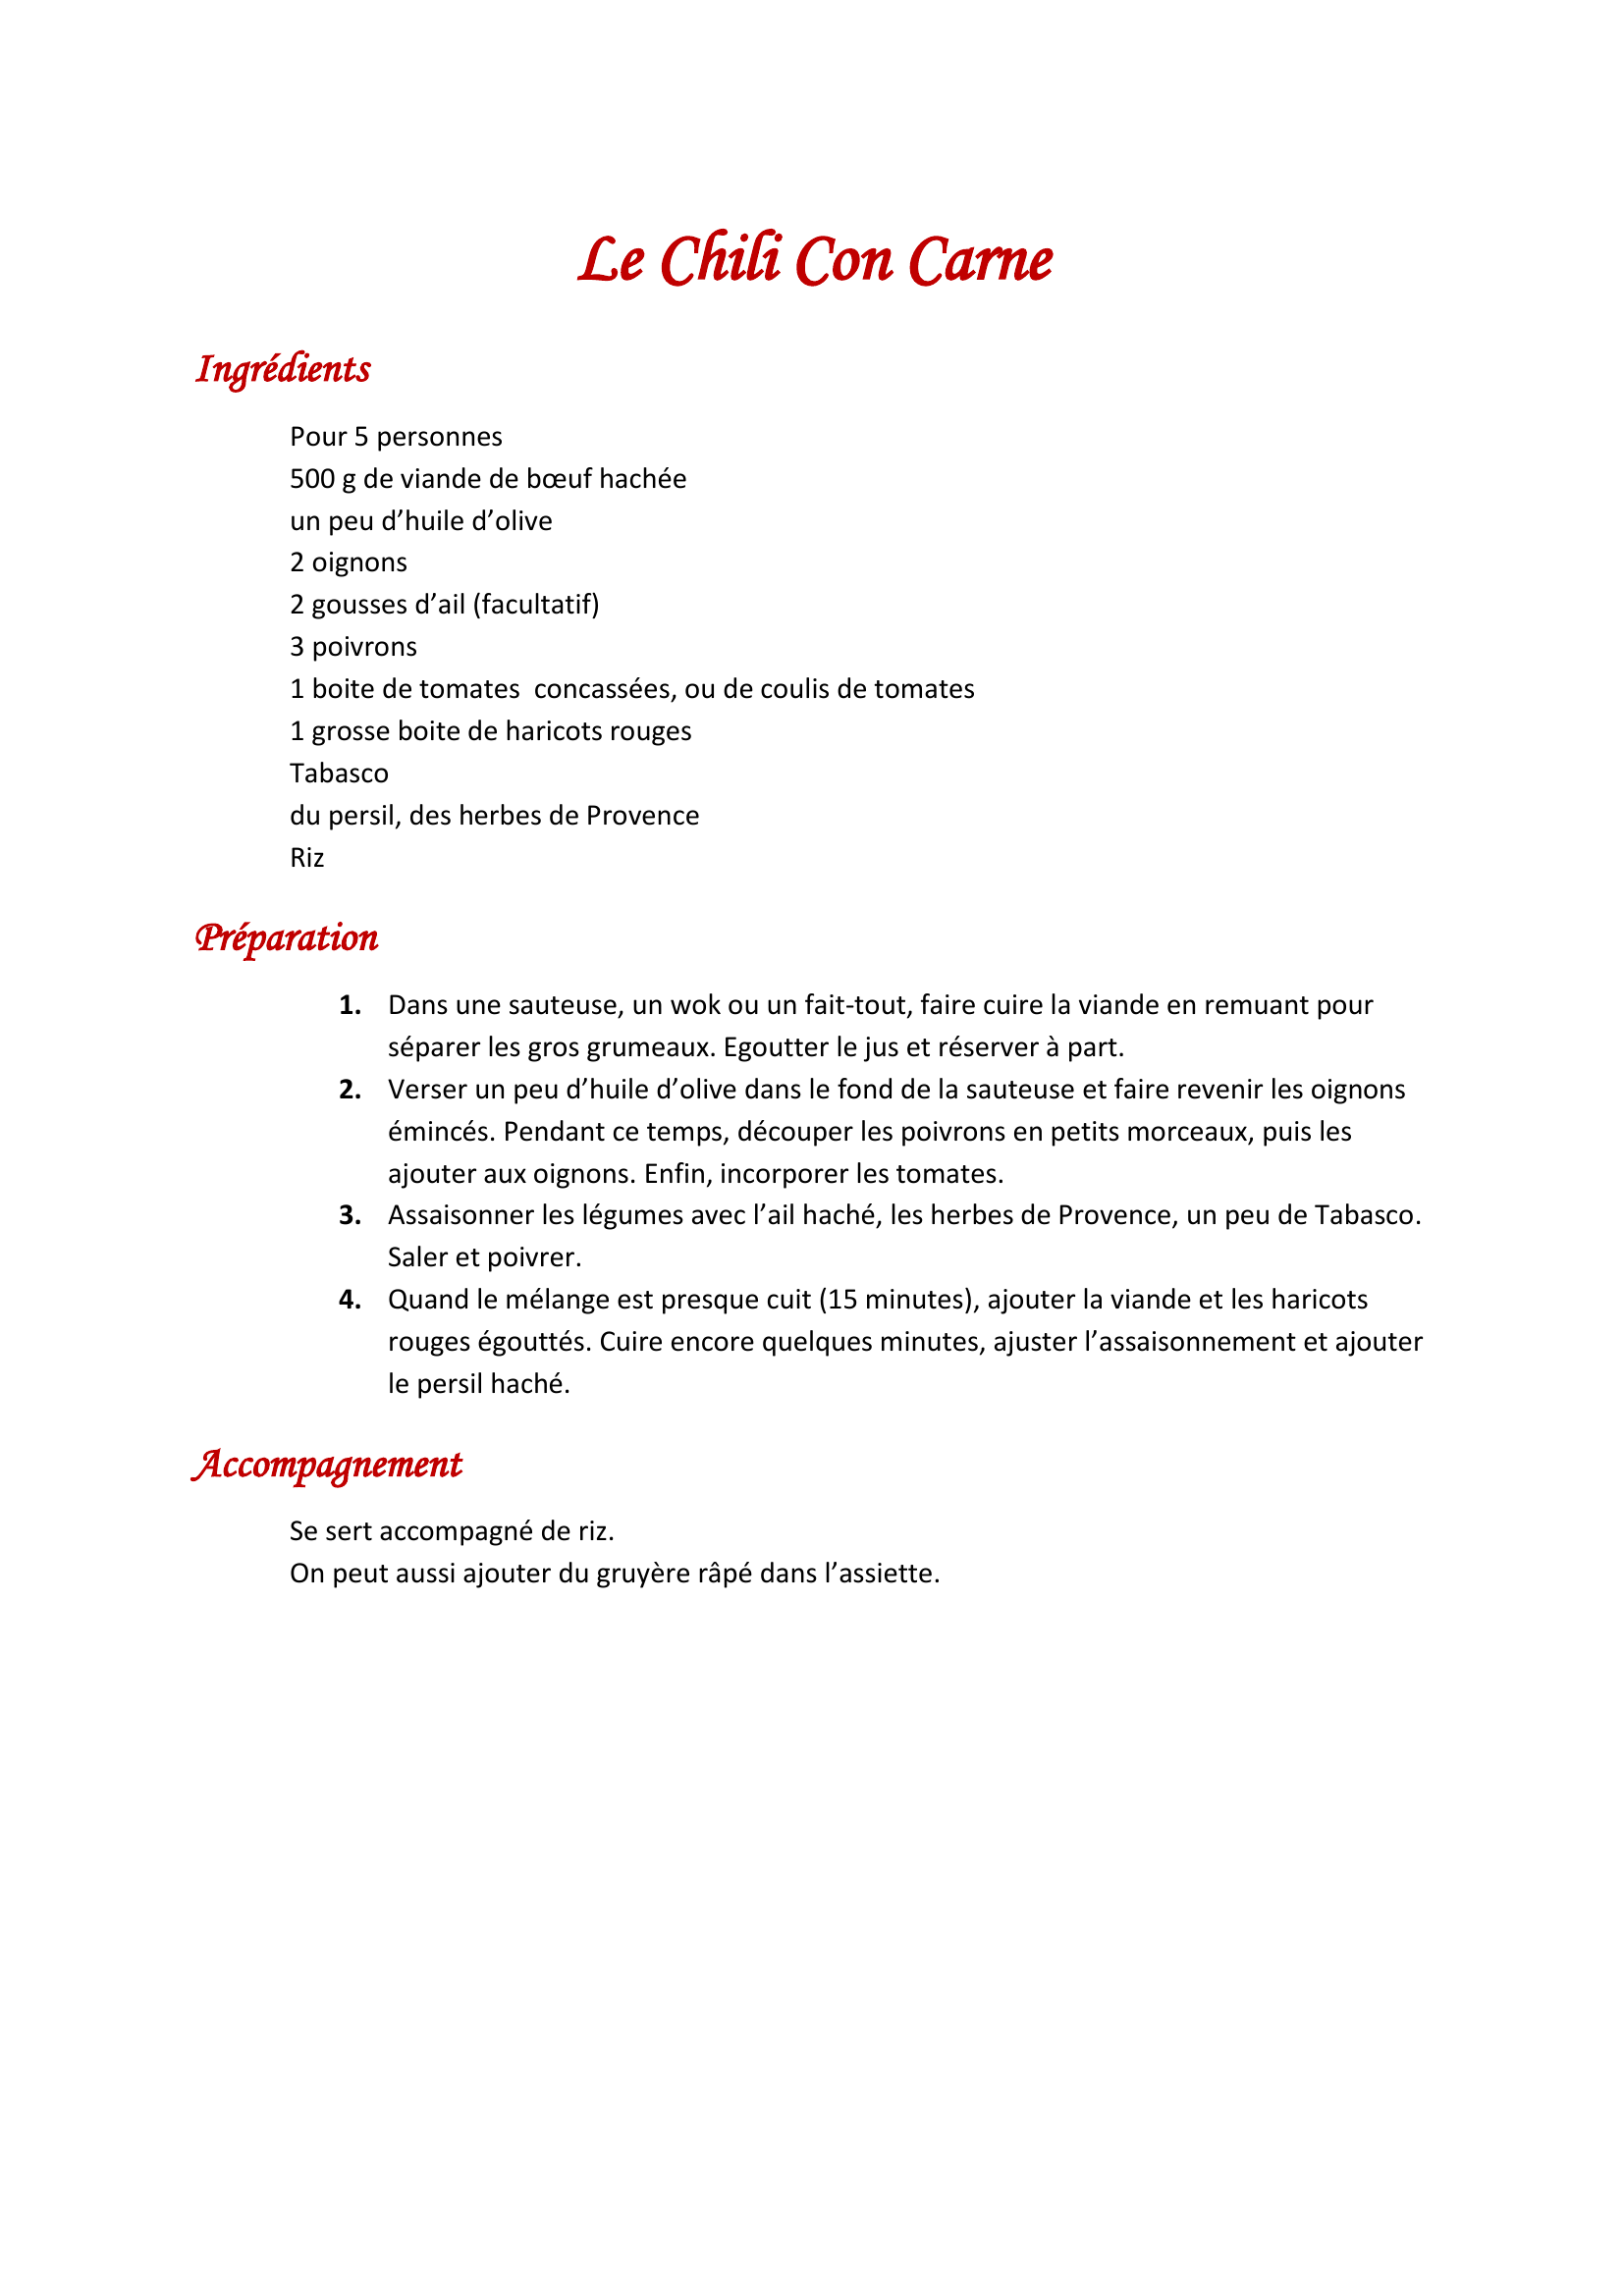 Le Chili Con Carne
Ingrédients
Pour 5 personnes
500 g de viande de bœuf hachée
un peu d’huile d’olive
2 oignons
2 gousses d’ail (facultatif)
3 poivrons
1 boite de tomates  concassées, ou de coulis de tomates
1 grosse boite de haricots rouges
Tabasco
du persil, des herbes de Provence
Riz
Préparation
1. Dans une sauteuse, un wok ou un fait-tout, faire cuire la viande en remuant pour
séparer les gros grumeaux. Egoutter le jus et réserver à part.
2. Verser un peu d’huile d’olive dans le fond de la sauteuse et faire revenir les oignons
émincés. Pendant ce temps, découper les poivrons en petits morceaux, puis les
ajouter aux oignons. Enfin, incorporer les tomates.
3. Assaisonner les légumes avec l’ail haché, les herbes de Provence, un peu de Tabasco.
Saler et poivrer.
4. Quand le mélange est presque cuit (15 minutes), ajouter la viande et les haricots
rouges égouttés. Cuire encore quelques minutes, ajuster l’assaisonnement et ajouter
le persil haché.
Accompagnement
Se sert accompagné de riz.
On peut aussi ajouter du gruyère râpé dans l’assiette.